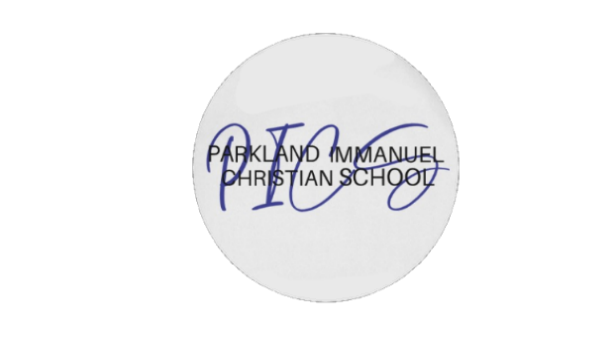 PICS
PARKLAND IMMANUEL
CHRISTIAN SCHOOL